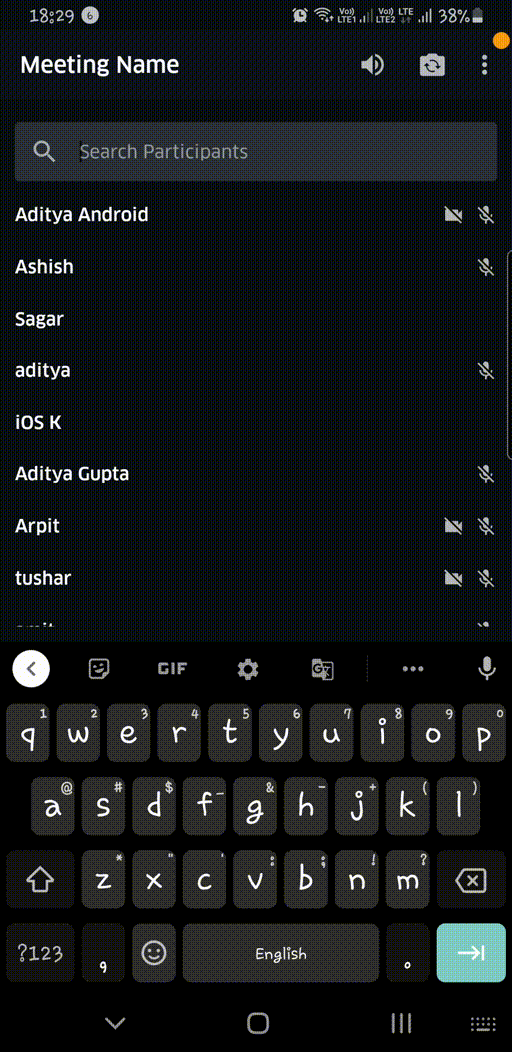 18:29 6 Vo) LTE1 Vo) LTE2 LTE 38%
Meeting Name
Search Participants
Aditya Android
Ashish
Sagar
aditya
iOS K
Aditya Gupta
Arpit
tushar
GIF
1 2 3 4 5 6 7 8 9 0
q w e r t y u i o p
@ # $ _ & - + ( )
a s d f g h j k l
* " ' : ; ! ?
z x c v b n m
?123 , English .